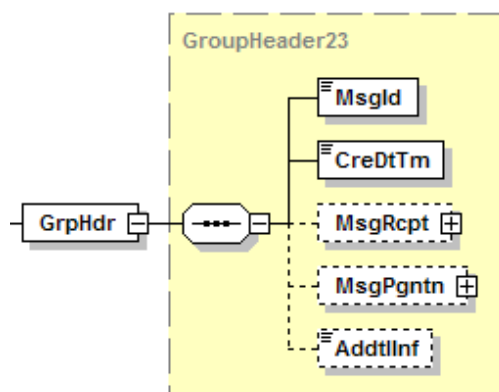 GroupHeader23
MsgId
CreDtTm
GrpHdr
MsgRcpt
MsgPgntn
AddtlInf